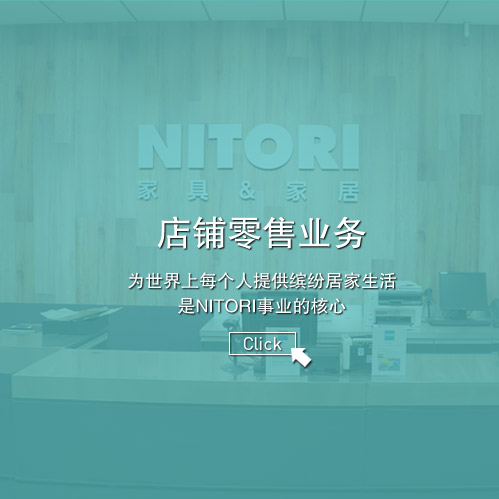 NITORI
家具&家居
店铺零售业务
为世界上每个人提供缤纷居家生活
是NITORI事业的核心
Click